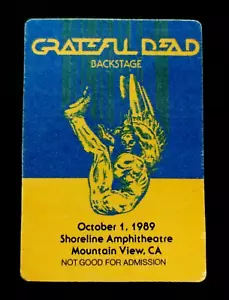 GRATEFUL DEAD
BACKSTAGE
October 1, 1989
Shoreline Amphitheatre
Mountain View, CA
NOT GOOD FOR ADMISSION